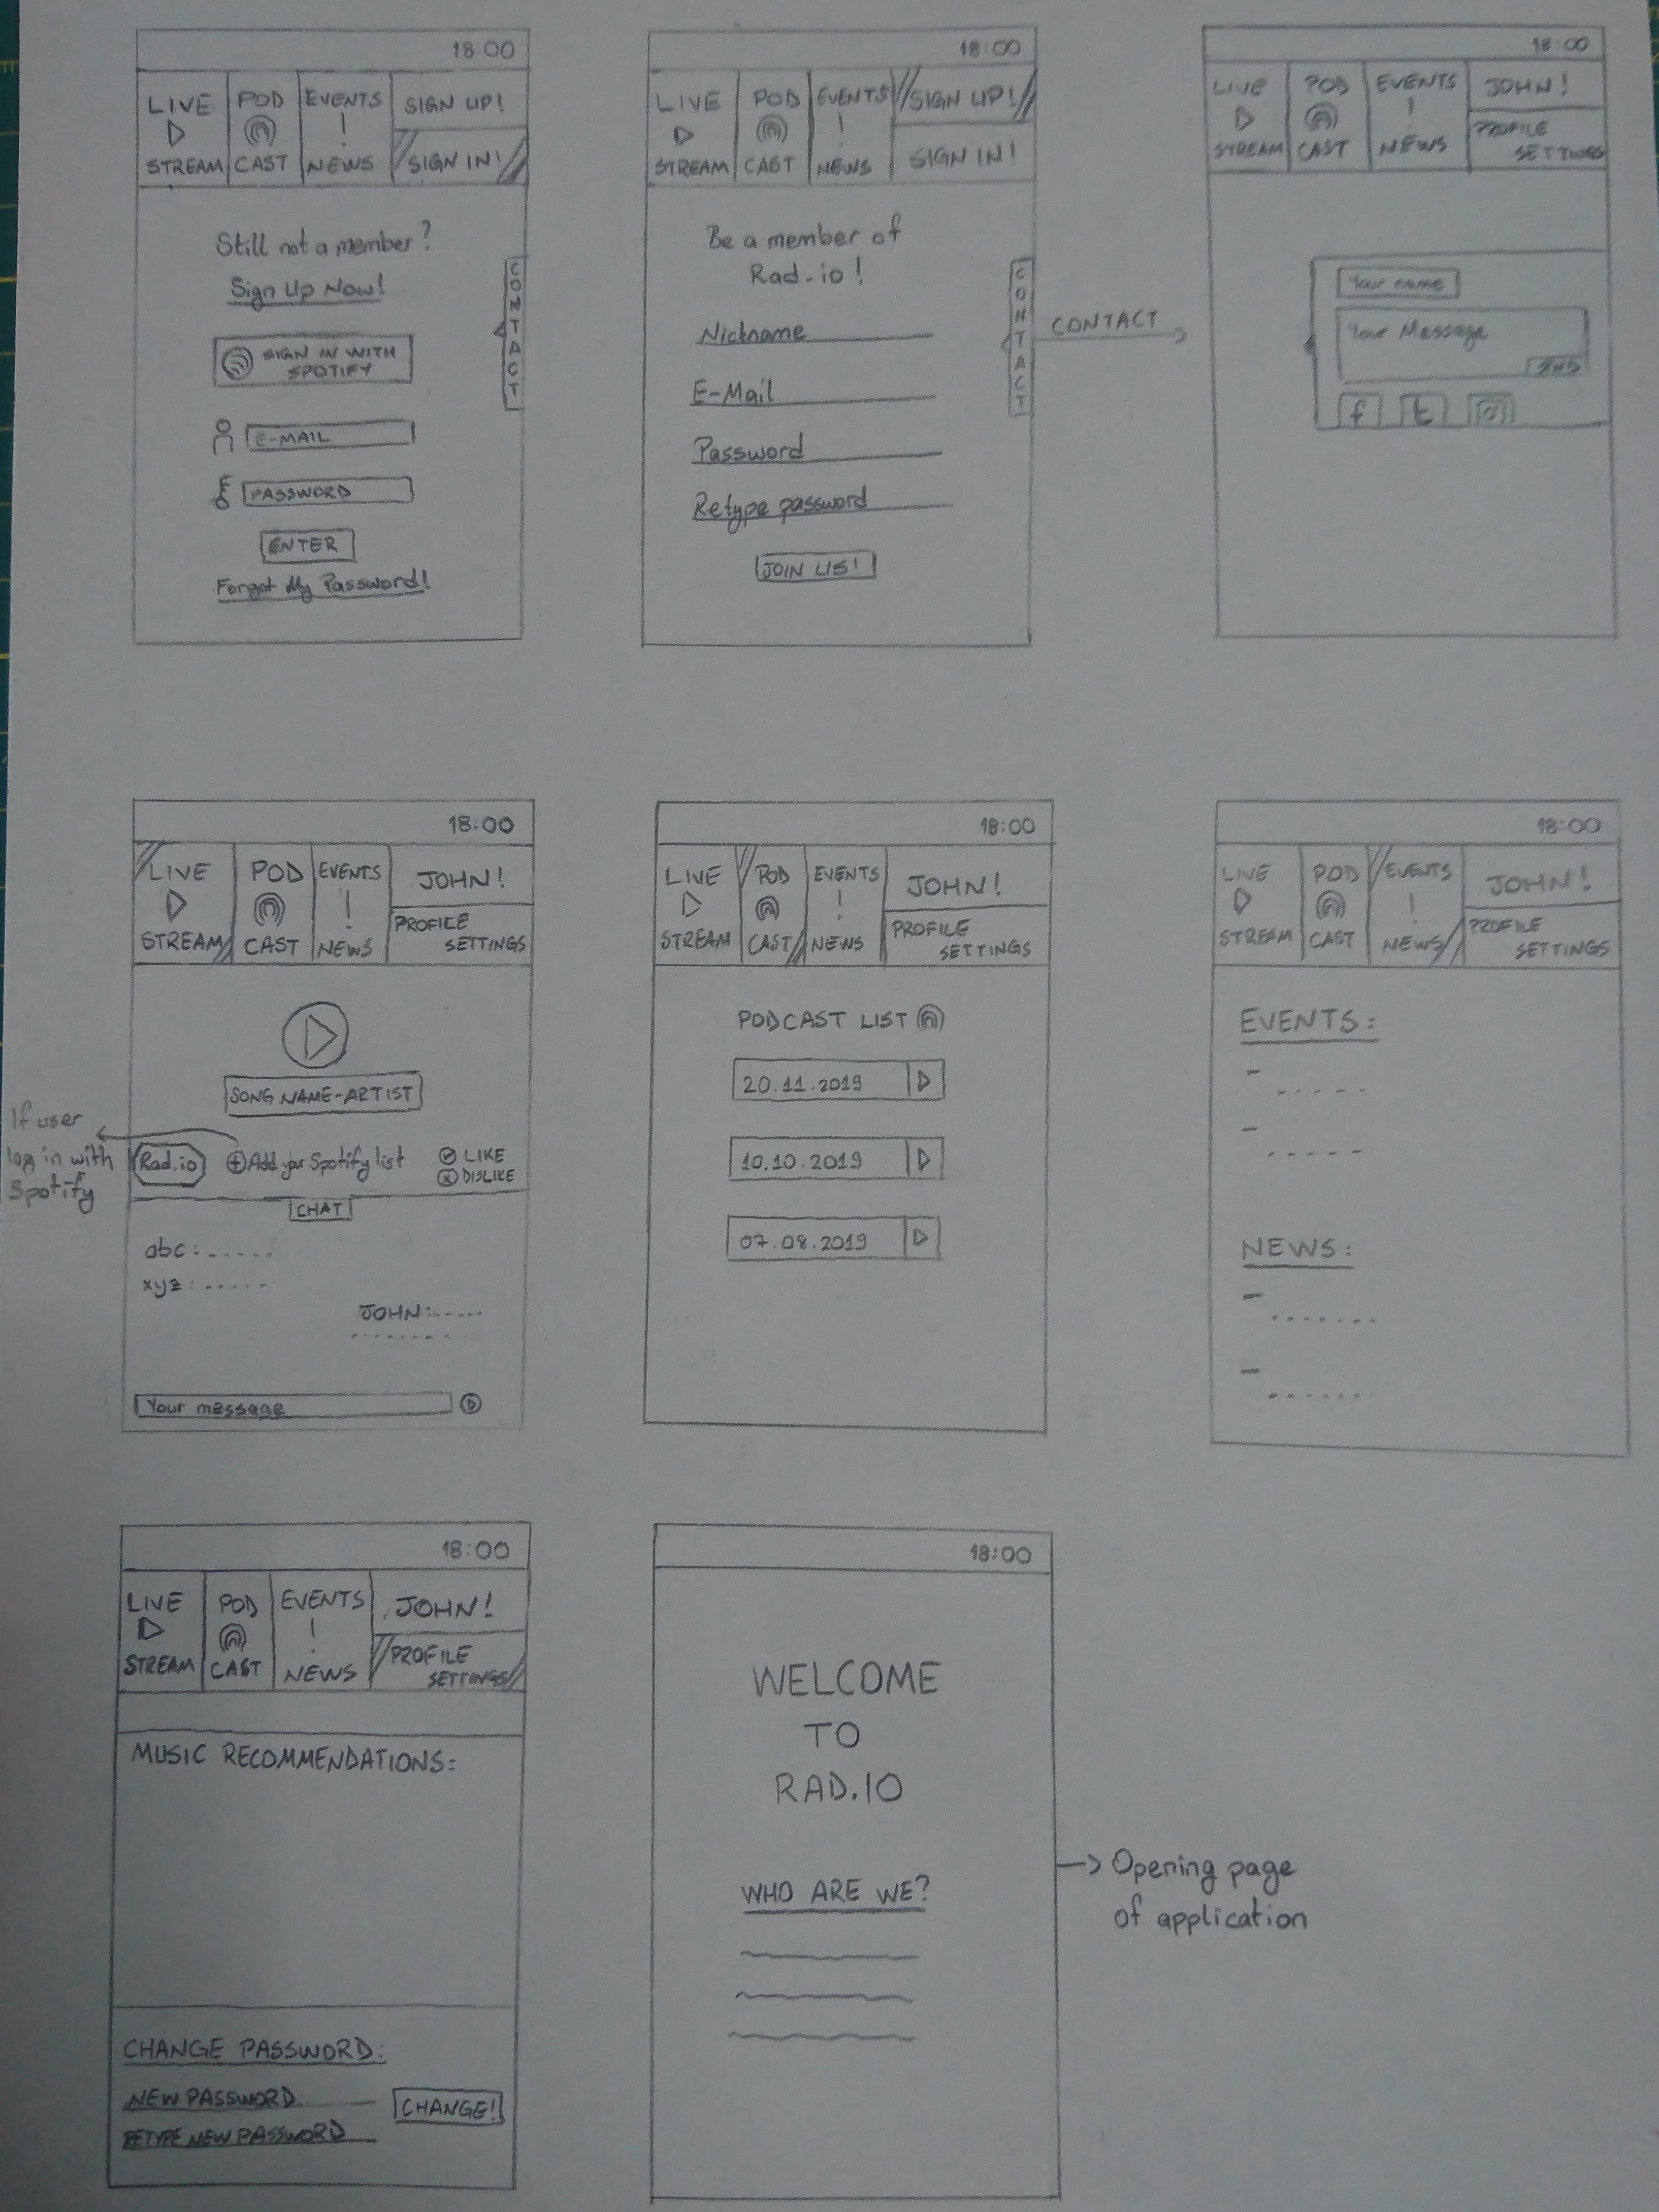 18:00
LIVE
STREAM
POD
CAST
EVENTS
!
NEWS
SIGN UP!
SIGN IN!
Still not a member?
Sign Up Now!
SIGN IN WITH
SPOTIFY
E-MAIL
PASSWORD
ENTER
Forgot My Password!
CONTACT
18:00
LIVE
STREAM
POD
CAST
EVENTS
!
NEWS
SIGN UP!
SIGN IN!
Be a member of
Rad.io!
Nickname
E-Mail
Password
Retype password
JOIN US!
CONTACT
CONTACT
18:00
LIVE
STREAM
POD
CAST
EVENTS
!
NEWS
JOHN!
PROFILE
SETTINGS
Your name
Your Message
f
t
18:00
LIVE
STREAM
POD
CAST
EVENTS
!
NEWS
JOHN!
PROFILE
SETTINGS
SONG NAME-ARTIST
If user
log in with
Spotify
Rad.io
Add your Spotify list
LIKE
DISLIKE
CHAT
abc:......
xyz:.....
JOHN:.....
Your message
18:00
LIVE
STREAM
POD
CAST
EVENTS
!
NEWS
JOHN!
PROFILE
SETTINGS
PODCAST LIST
20.11.2019
10.10.2019
07.08.2019
18:00
LIVE
STREAM
POD
CAST
EVENTS
!
NEWS
JOHN!
PROFILE
SETTINGS
EVENTS:
NEWS:
18:00
LIVE
STREAM
POD
CAST
EVENTS
!
NEWS
JOHN!
PROFILE
SETTINGS
MUSIC RECOMMENDATIONS:
CHANGE PASSWORD:
NEW PASSWORD
RETYPE NEW PASSWORD
CHANGE!
18:00
WELCOME
TO
RAD.IO
WHO ARE WE?
Opening page
of application